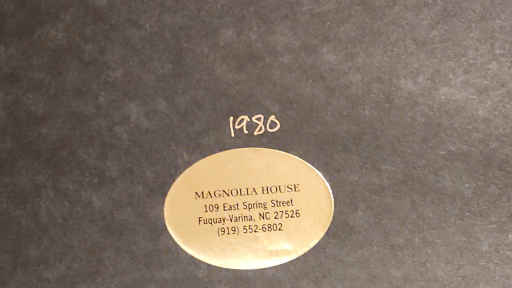 1980
MAGNOLIA HOUSE
109 East Spring Street
Fuquay-Varina, NC 27526
(919) 552-6802